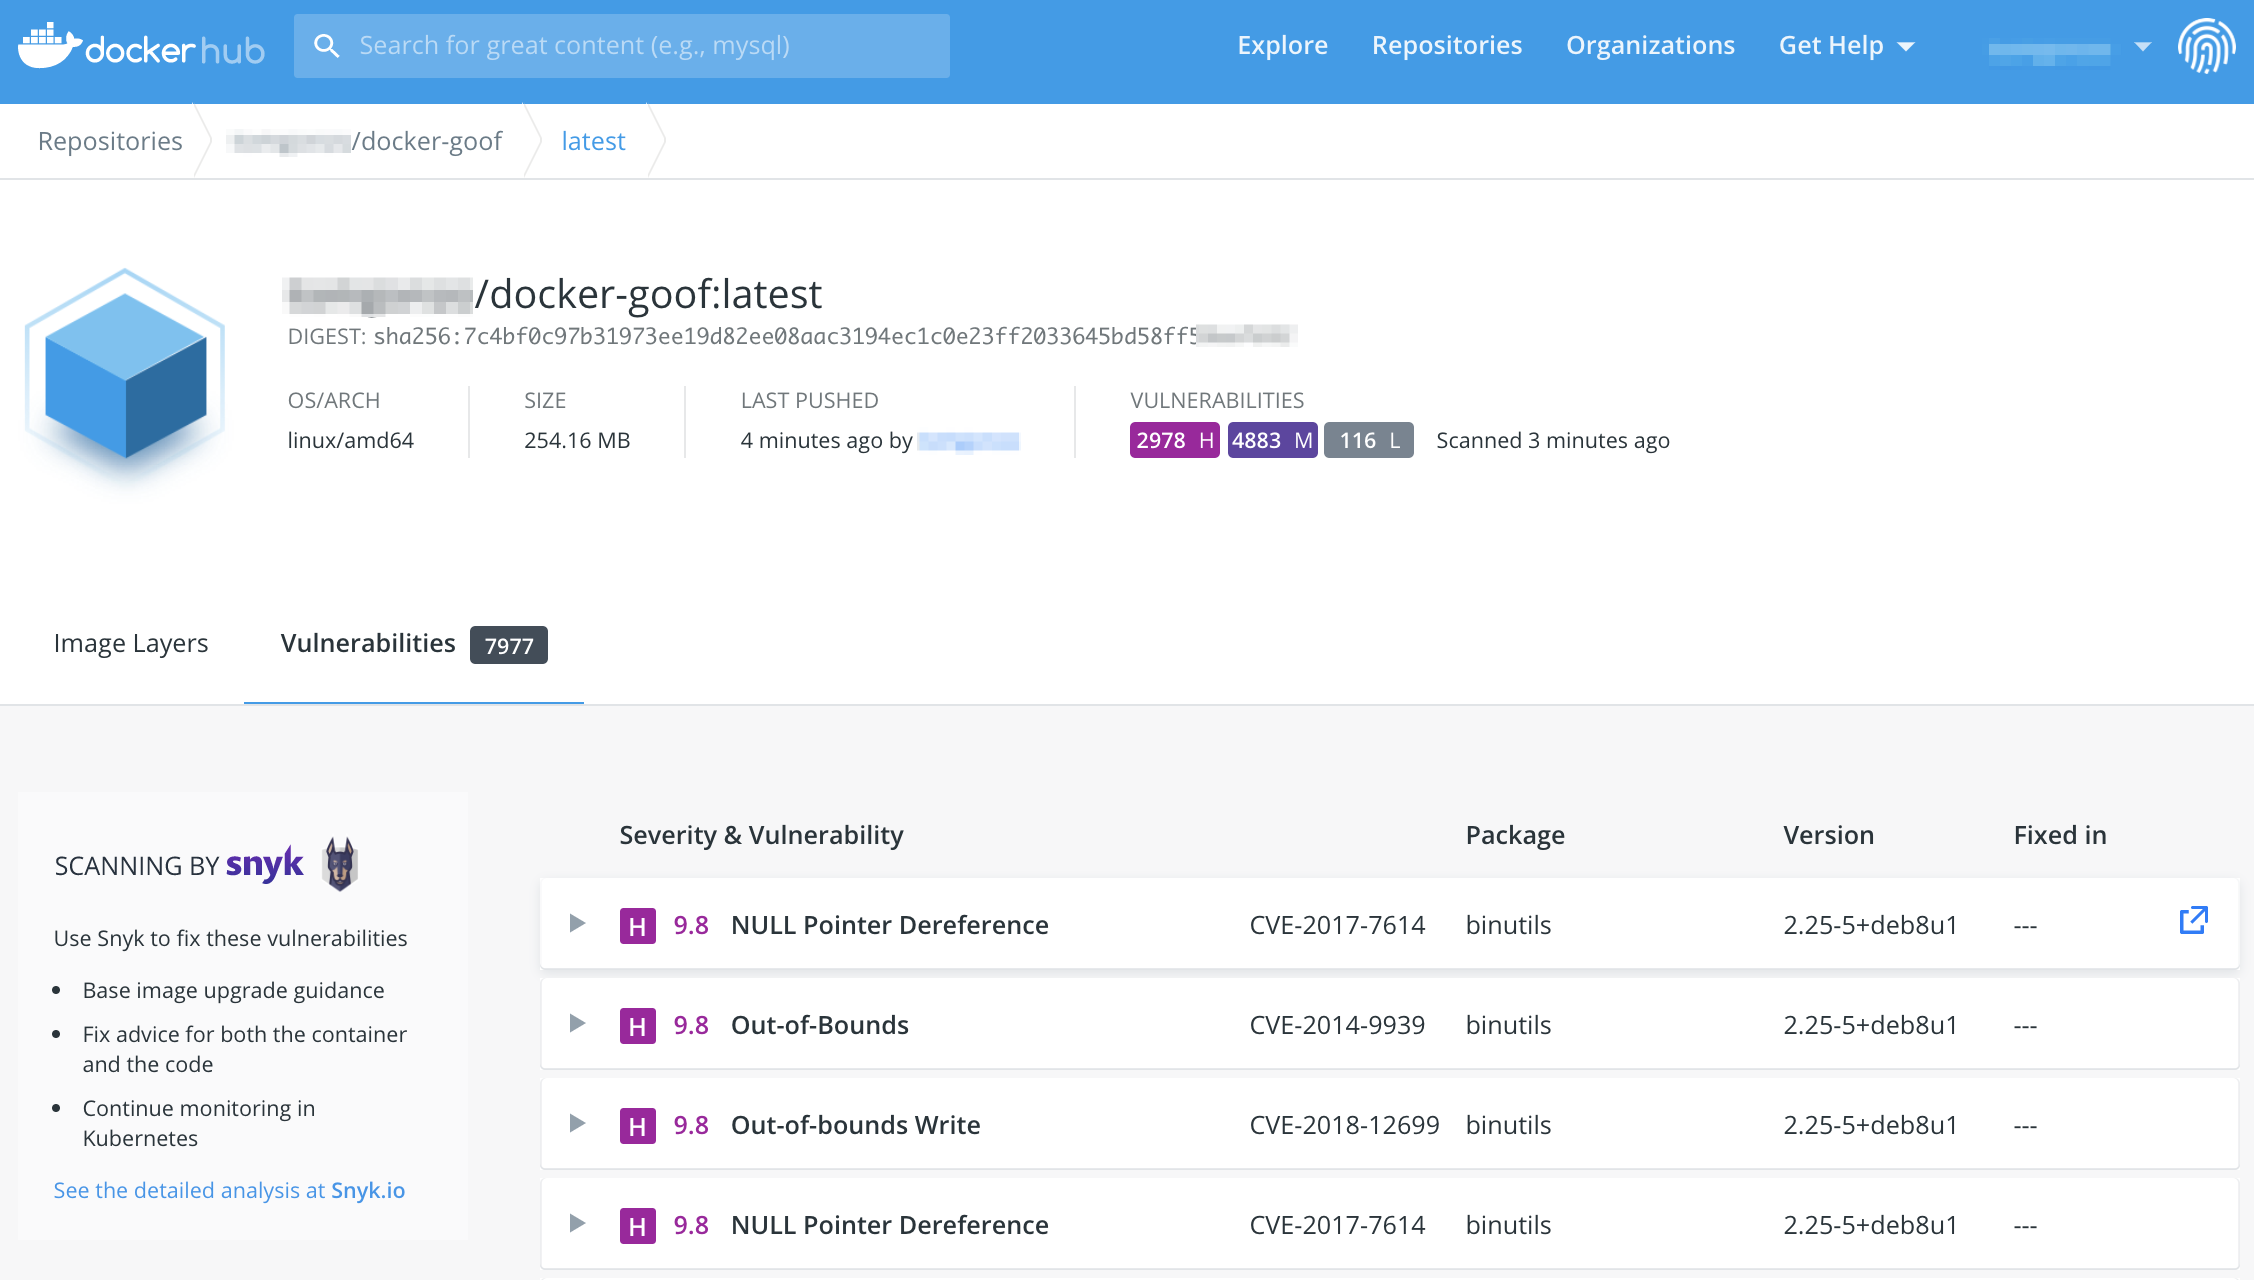 docker hub
Search for great content (e.g., mysql)
Explore Repositories Organizations Get Help
Repositories /docker-goof latest
/docker-goof:latest
DIGEST: sha256:7c4bf0c97b31973ee19d82ee08aac3194ec1c0e23ff2033645bd58ff5
OS/ARCH SIZE LAST PUSHED VULNERABILITIES
linux/amd64 254.16 MB 4 minutes ago by 2978 H 4883 M 116 L Scanned 3 minutes ago
Image Layers Vulnerabilities 7977
SCANNING BY snyk
Use Snyk to fix these vulnerabilities
• Base image upgrade guidance
• Fix advice for both the container
and the code
• Continue monitoring in
Kubernetes
See the detailed analysis at Snyk.io
Severity & Vulnerability Package Version Fixed in
H 9.8 NULL Pointer Dereference CVE-2017-7614 binutils 2.25-5+deb8u1 ---
H 9.8 Out-of-Bounds CVE-2014-9939 binutils 2.25-5+deb8u1 ---
H 9.8 Out-of-bounds Write CVE-2018-12699 binutils 2.25-5+deb8u1 ---
H 9.8 NULL Pointer Dereference CVE-2017-7614 binutils 2.25-5+deb8u1 ---